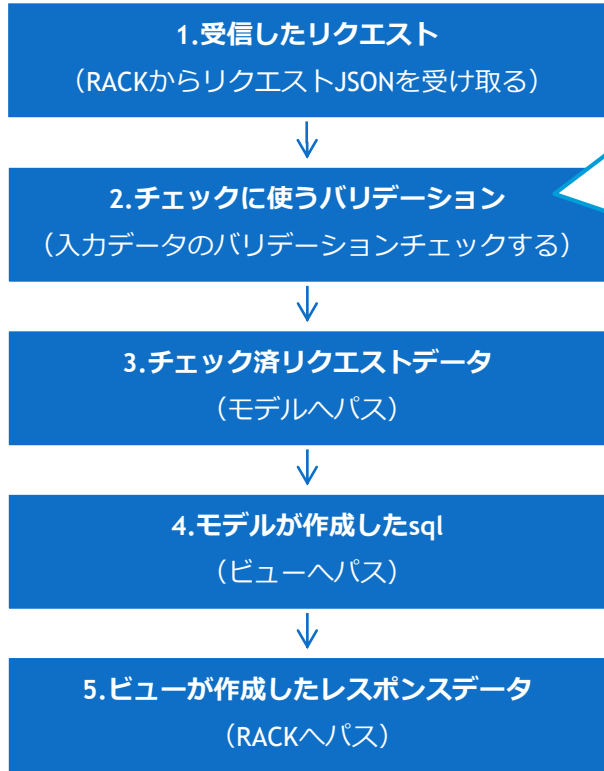 1.受信したリクエスト
（RACKからリクエストJSONを受け取る）
2.チェックに使うバリデーション
（入力データのバリデーションチェックする）
3.チェック済リクエストデータ
（モデルへパス）
4.モデルが作成したsql
（ビューへパス）
5.ビューが作成したレスポンスデータ
（RACKへパス）